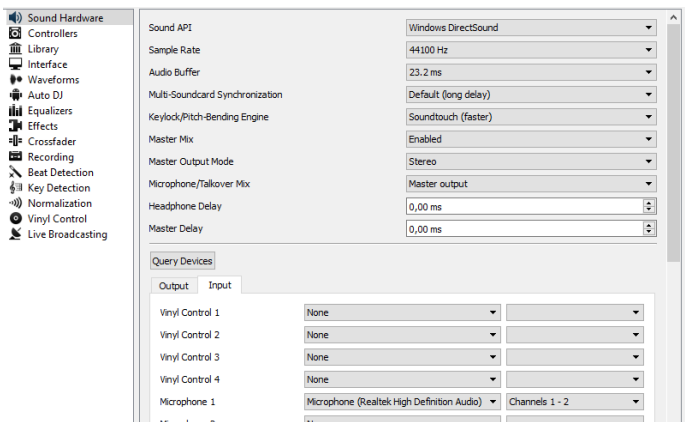 Sound Hardware
Controllers
Library
Interface
Waveforms
Auto DJ
Equalizers
Effects
Crossfader
Recording
Beat Detection
Key Detection
Normalization
Vinyl Control
Live Broadcasting
Sound API Windows DirectSound
Sample Rate 44100 Hz
Audio Buffer 23.2 ms
Multi-Soundcard Synchronization Default (long delay)
Keylock/Pitch-Bending Engine Soundtouch (faster)
Master Mix Enabled
Master Output Mode Stereo
Microphone/Talkover Mix Master output
Headphone Delay 0,00 ms
Master Delay 0,00 ms
Query Devices
Output Input
Vinyl Control 1 None
Vinyl Control 2 None
Vinyl Control 3 None
Vinyl Control 4 None
Microphone 1 Microphone (Realtek High Definition Audio) Channels 1 - 2